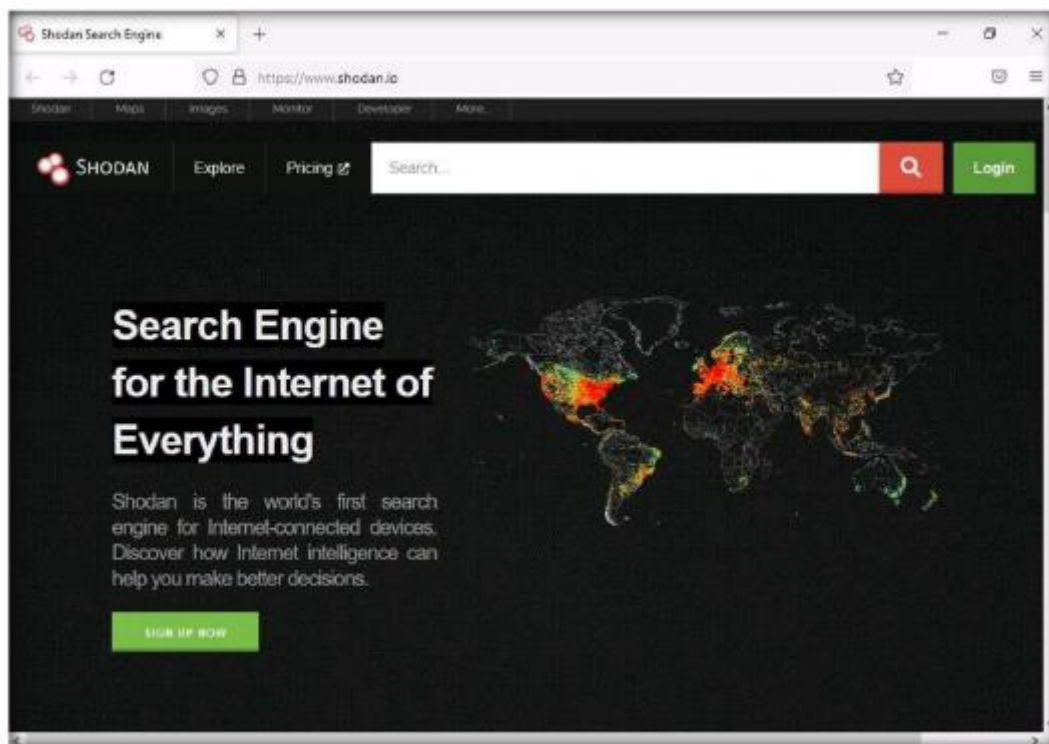 Shodan Search Engine
https://www.shodan.io
Shodan Maps Images Monitor Developer More...
SHODAN Explore Pricing Search... Login
Search Engine
for the Internet of
Everything
Shodan is the world's first search
engine for Internet-connected devices.
Discover how Internet intelligence can
help you make better decisions.
SIGN UP NOW